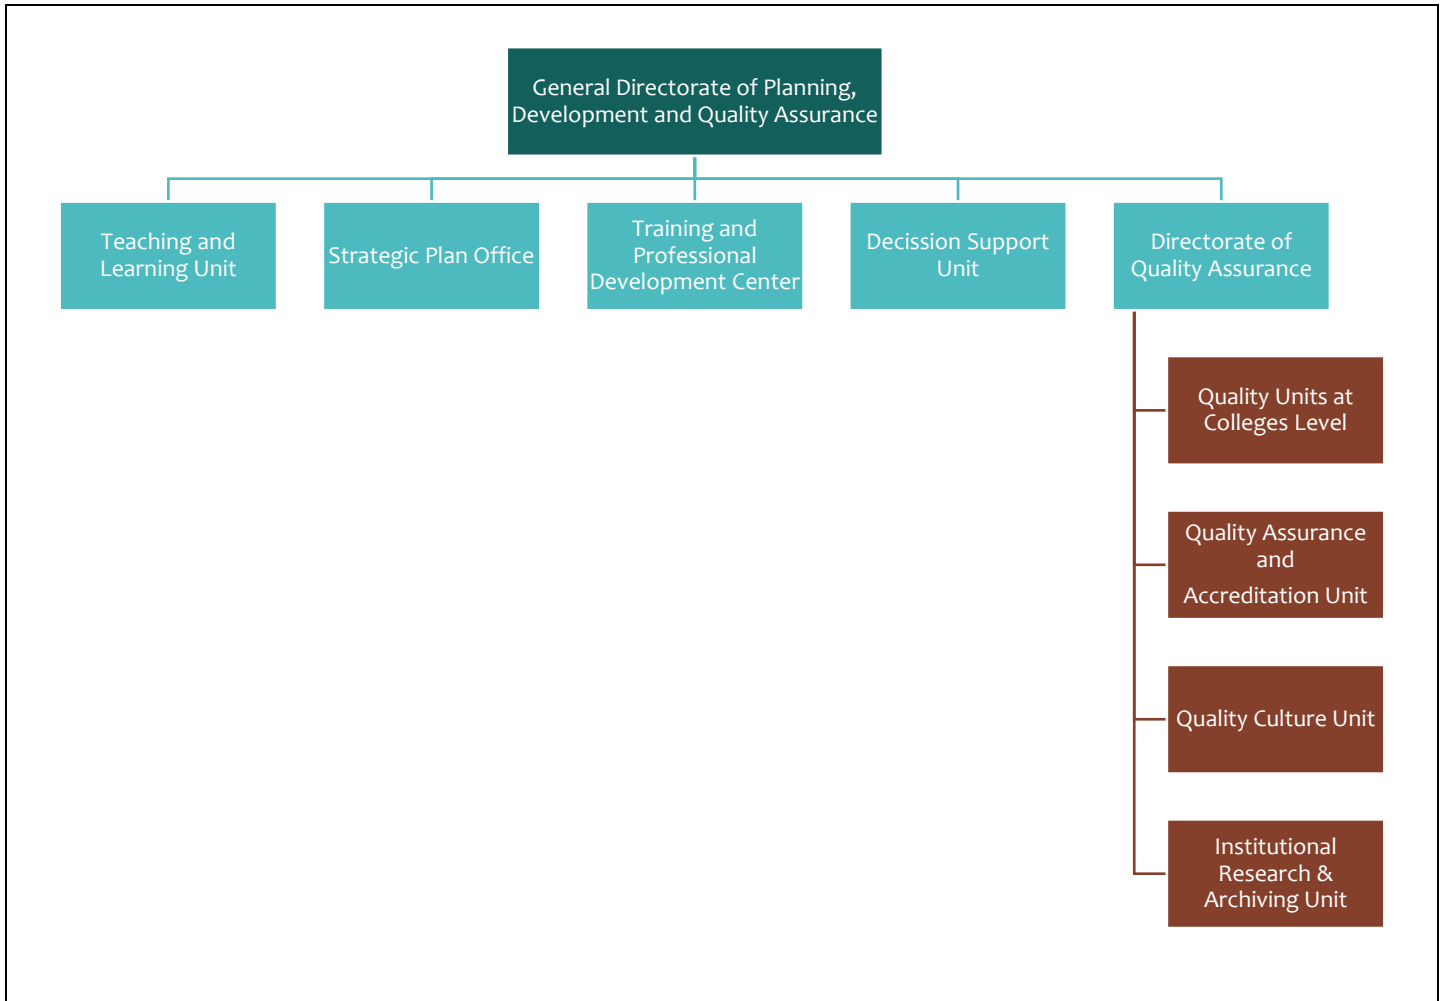 General Directorate of Planning,
Development and Quality Assurance
Teaching and
Learning Unit
Strategic Plan Office
Training and
Professional
Development Center
Decission Support
Unit
Directorate of
Quality Assurance
Quality Units at
Colleges Level
Quality Assurance
and
Accreditation Unit
Quality Culture Unit
Institutional
Research &
Archiving Unit